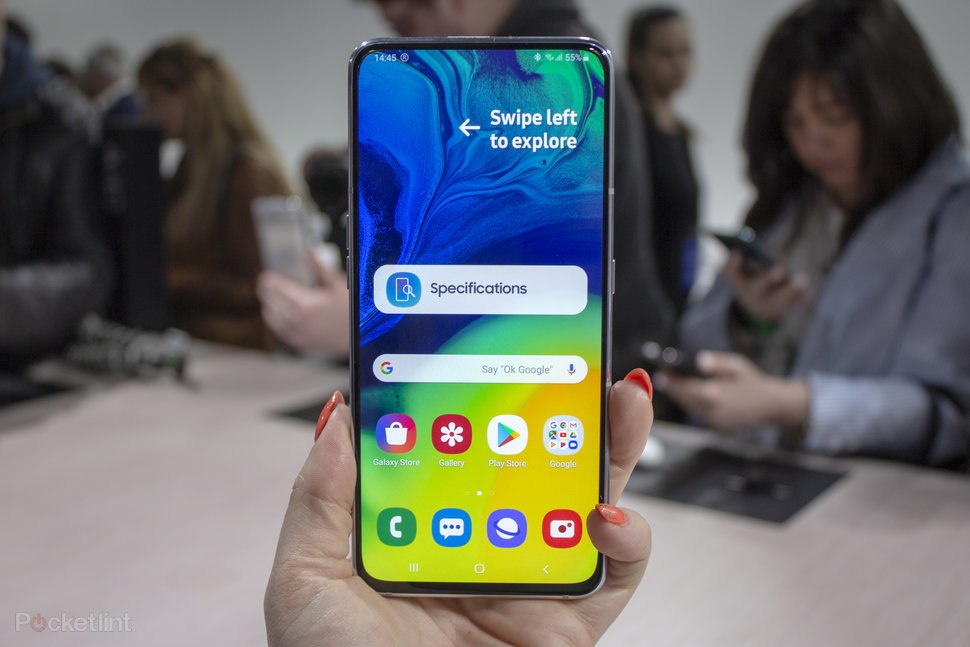 14:45
55%
Swipe left
to explore
Specifications
G Say "Ok Google"
Galaxy Store Gallery Play Store Google
Pocketlint